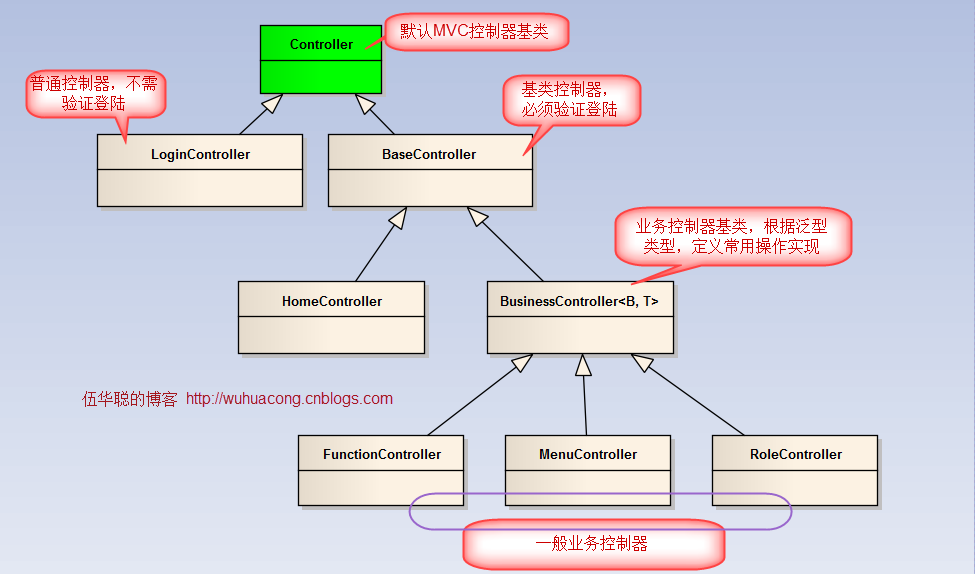 Controller
默认MVC控制器基类
普通控制器，不需
验证登陆
基类控制器，
必须验证登陆
LoginController
BaseController
业务控制器基类，根据泛型
类型，定义常用操作实现
HomeController
BusinessController<B, T>
伍华聪的博客 http://wuhuacong.cnblogs.com
FunctionController
MenuController
RoleController
一般业务控制器